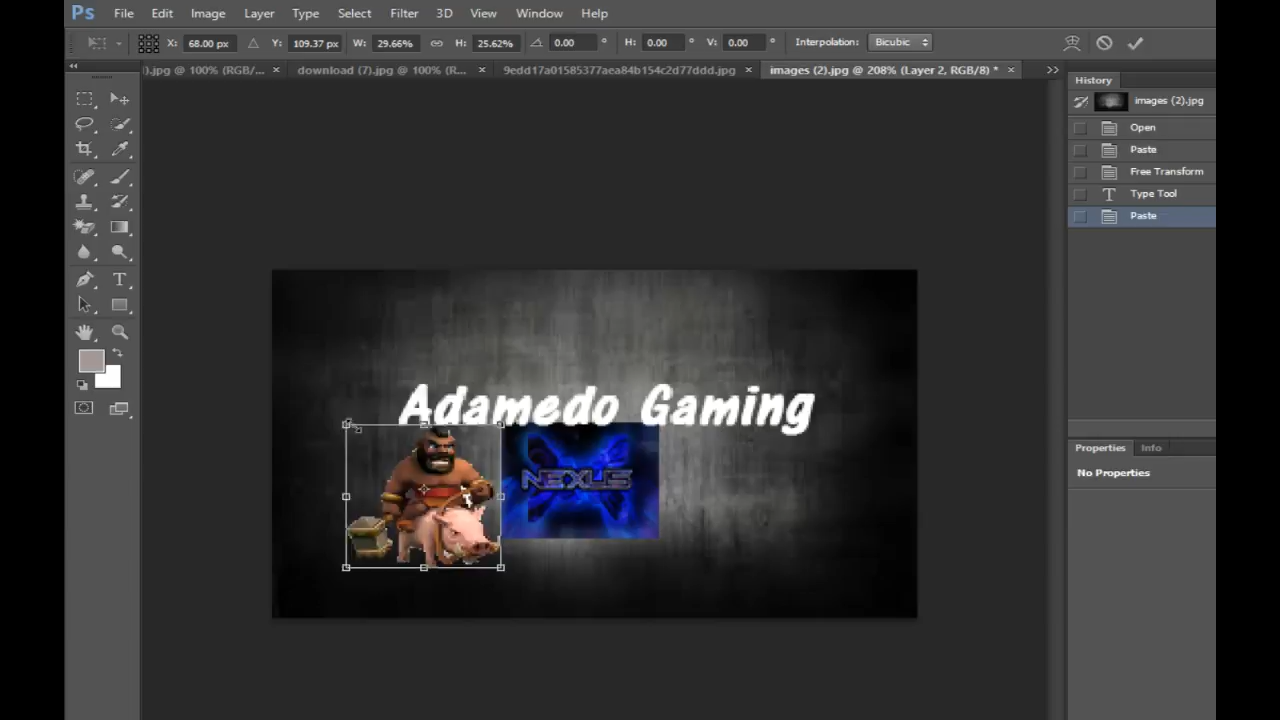 Ps File Edit Image Layer Type Select Filter 3D View Window Help
X: 68.00 px Y: 109.37 px W: 29.66% H: 25.62% 0.00 ° H: 0.00 ° V: 0.00 ° Interpolation: Bicubic
).jpg @ 100% (RGB/... × download (7).jpg @ 100% (R... × 9edd17a01585377aea84b154c2d77ddd.jpg × images (2).jpg @ 208% (Layer 2, RGB/8) * ×
History
images (2).jpg
Open
Paste
Free Transform
Type Tool
Paste
Adamedo Gaming
NEXUS
Properties Info
No Properties